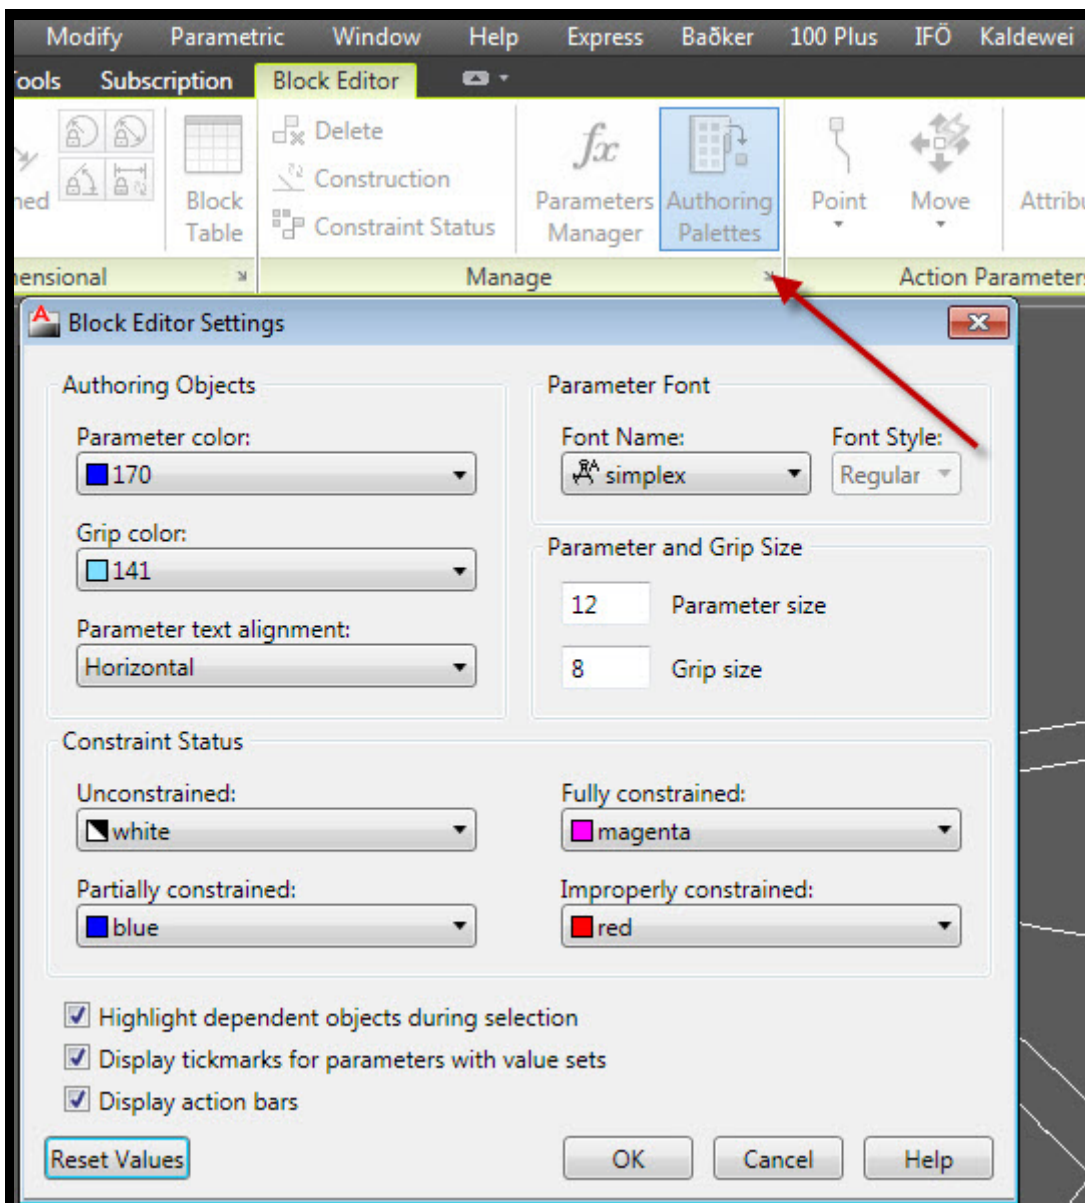 Modify Parametric Window Help Express Baðker 100 Plus IFÖ Kaldewei
Tools Subscription Block Editor
Delete
Construction
Constraint Status
Block
Table
fx
Parameters
Manager
Authoring
Palettes
Point
Move
Attribu
ned
mensional Manage Action Parameters
Block Editor Settings
Authoring Objects
Parameter color:
170
Grip color:
141
Parameter text alignment:
Horizontal
Parameter Font
Font Name: Font Style:
simplex Regular
Parameter and Grip Size
12 Parameter size
8 Grip size
Constraint Status
Unconstrained: Fully constrained:
white magenta
Partially constrained: Improperly constrained:
blue red
Highlight dependent objects during selection
Display tickmarks for parameters with value sets
Display action bars
Reset Values OK Cancel Help